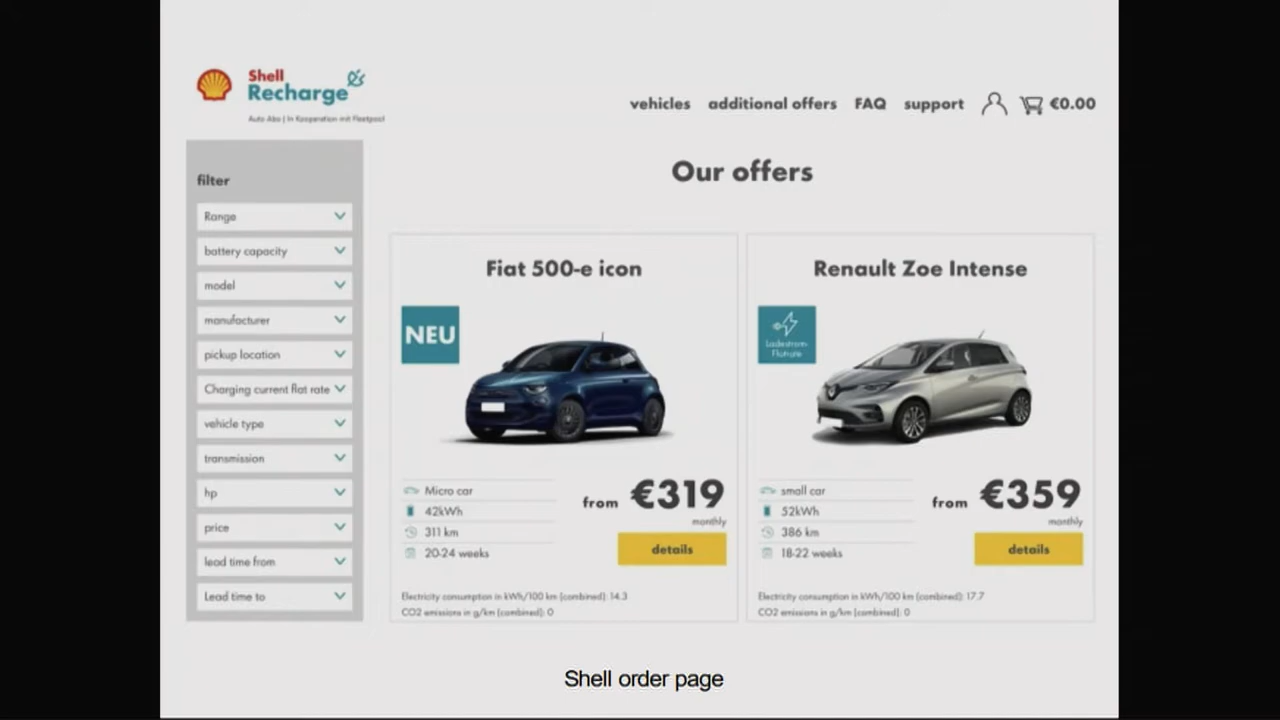 Shell
Recharge
Auto Abo | In Kooperation mit Fleetpool
vehicles additional offers FAQ support €0.00
filter
Range
battery capacity
model
manufacturer
pickup location
Charging current flat rate
vehicle type
transmission
hp
price
lead time from
Lead time to
Our offers
Fiat 500-e icon
NEU
Micro car
42kWh
311 km
20-24 weeks
from €319
monthly
details
Electricity consumption in kWh/100 km (combined): 14.3
CO2 emissions in g/km (combined): 0
Renault Zoe Intense
Ladestrom-
Flatrate
small car
52kWh
386 km
18-22 weeks
from €359
monthly
details
Electricity consumption in kWh/100 km (combined): 17.7
CO2 emissions in g/km (combined): 0
Shell order page